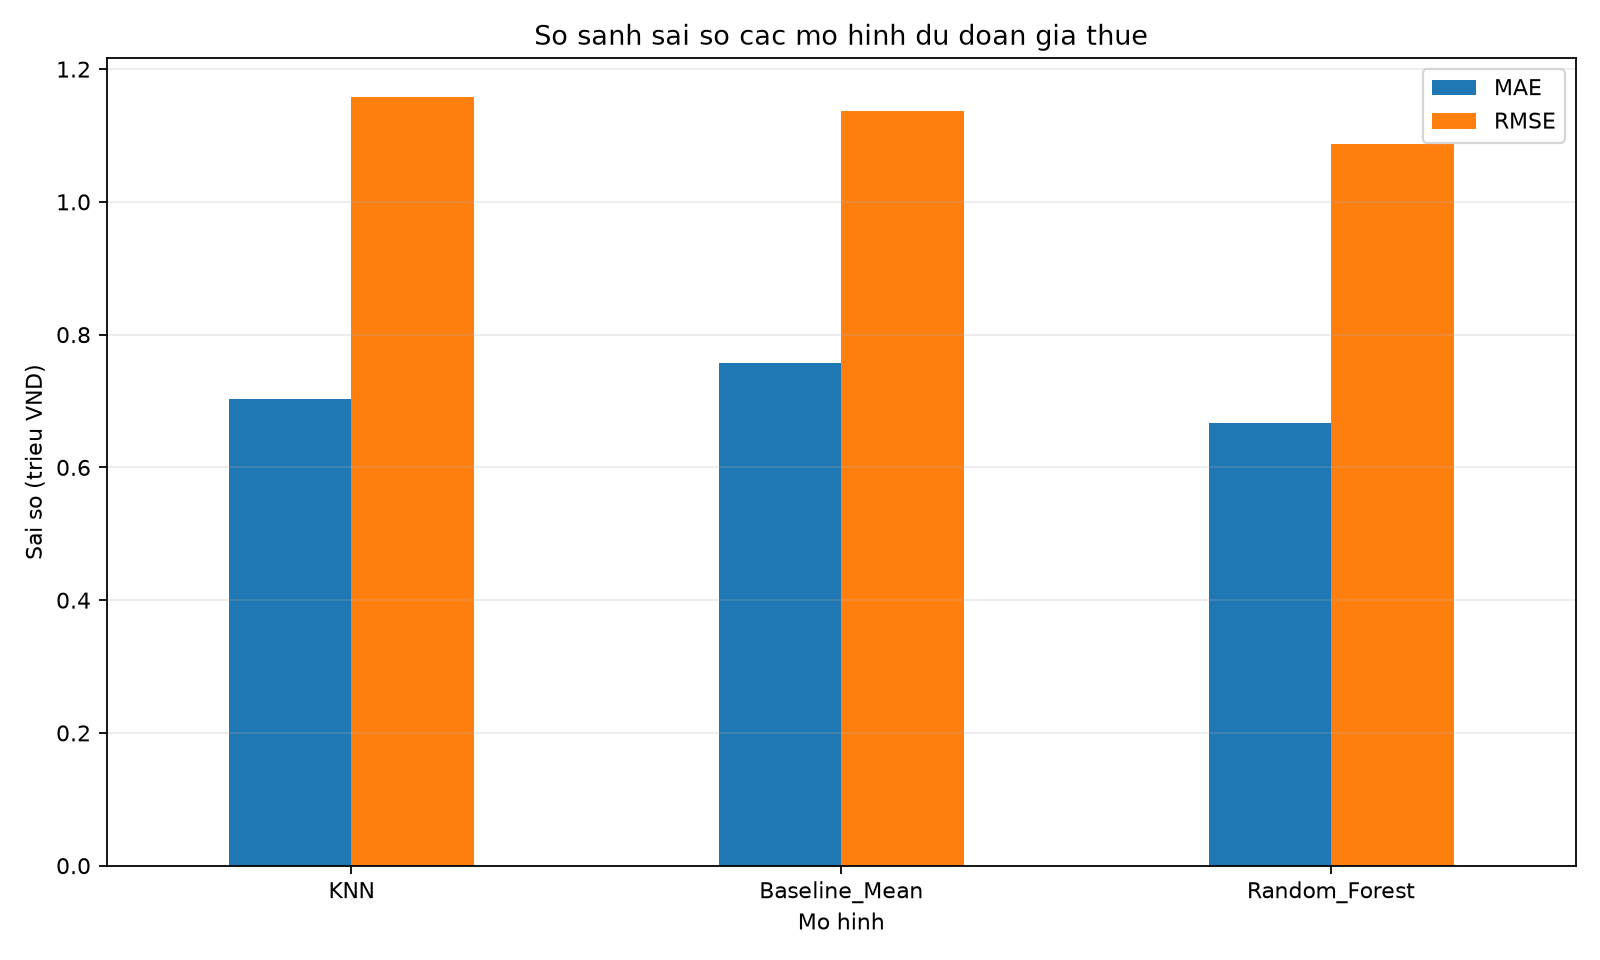 So sanh sai so cac mo hinh du doan gia thue
MAE
RMSE
1.2
1.0
0.8
0.6
0.4
0.2
0.0
Sai so (trieu VND)
KNN
Baseline_Mean
Random_Forest
Mo hinh